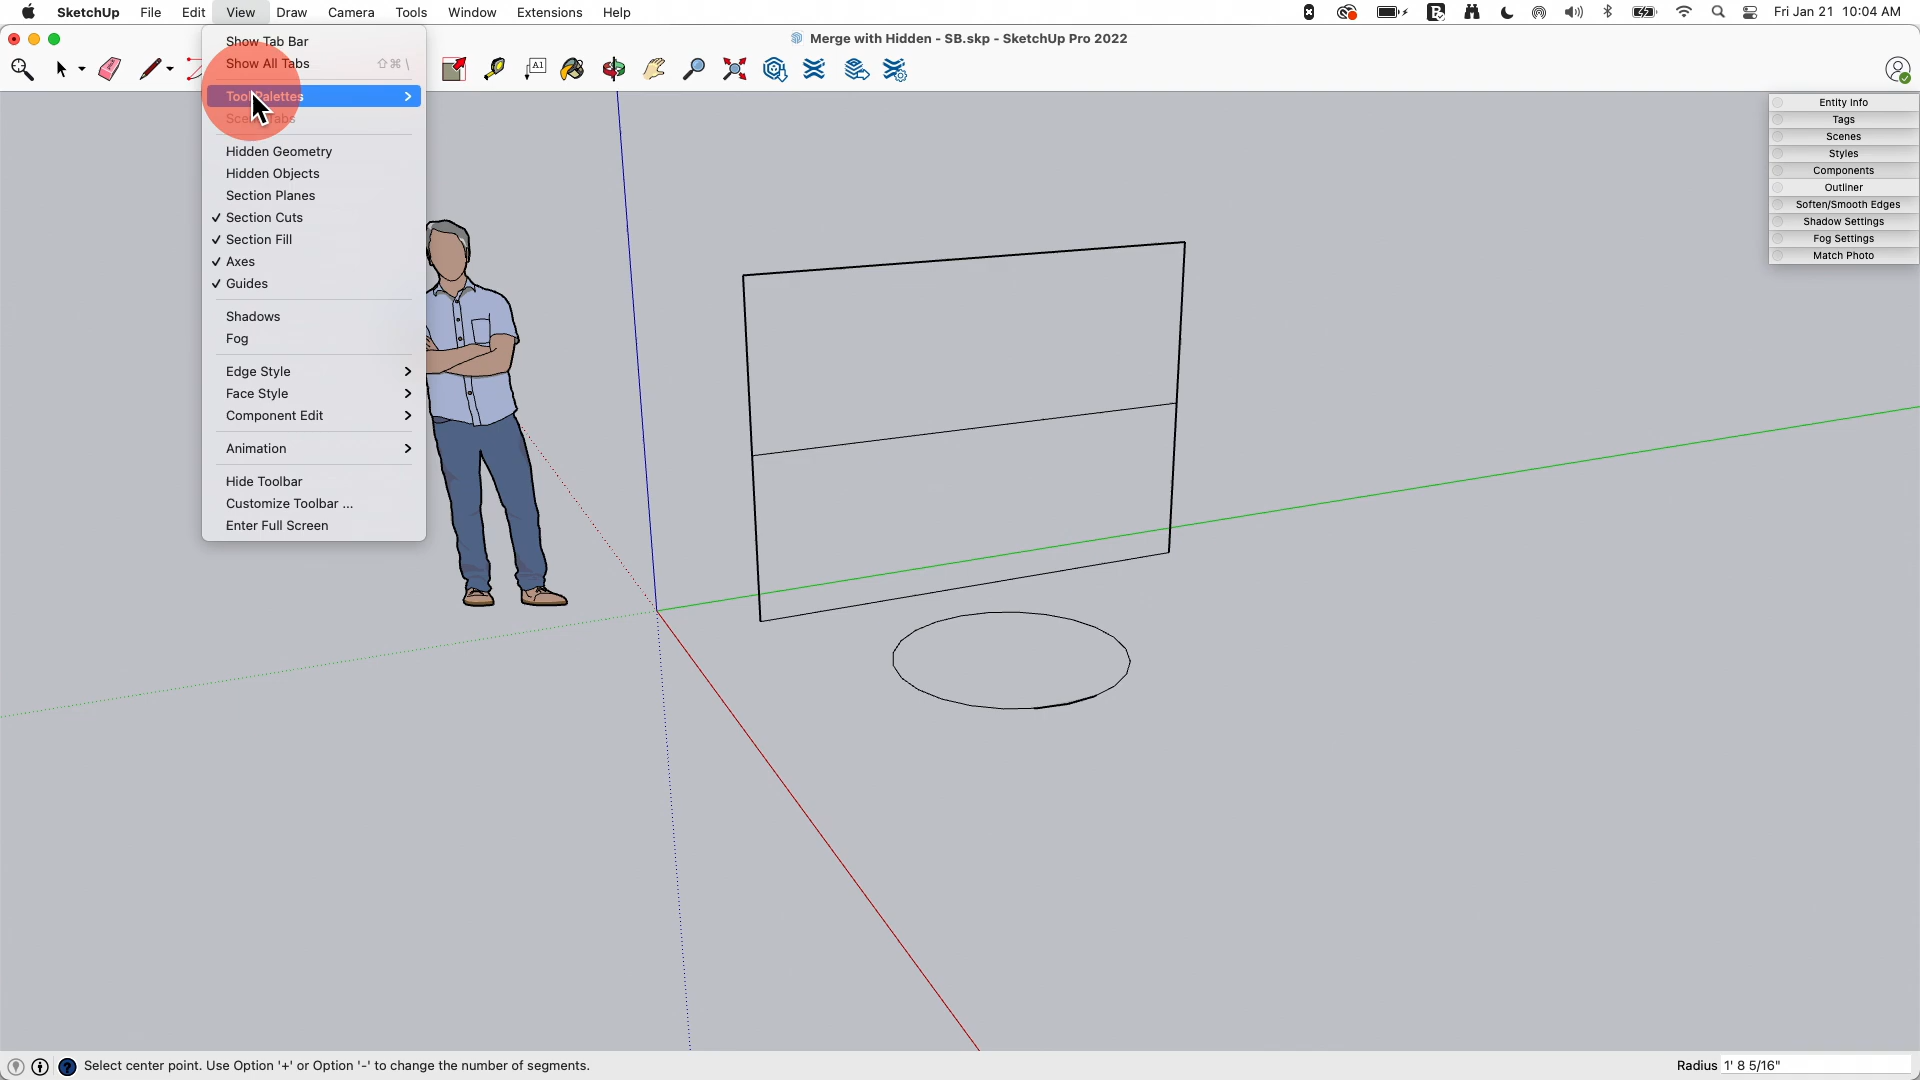 SketchUp File Edit View Draw Camera Tools Window Extensions Help Fri Jan 21 10:04 AM
Merge with Hidden - SB.skp - SketchUp Pro 2022
A1
Show Tab Bar
Show All Tabs ⇧⌘\
Tool Palettes
Scene Tabs
Hidden Geometry
Hidden Objects
Section Planes
✓ Section Cuts
✓ Section Fill
✓ Axes
✓ Guides
Shadows
Fog
Edge Style
Face Style
Component Edit
Animation
Hide Toolbar
Customize Toolbar ...
Enter Full Screen
Entity Info
Tags
Scenes
Styles
Components
Outliner
Soften/Smooth Edges
Shadow Settings
Fog Settings
Match Photo
Select center point. Use Option '+' or Option '-' to change the number of segments.
Radius 1' 8 5/16"